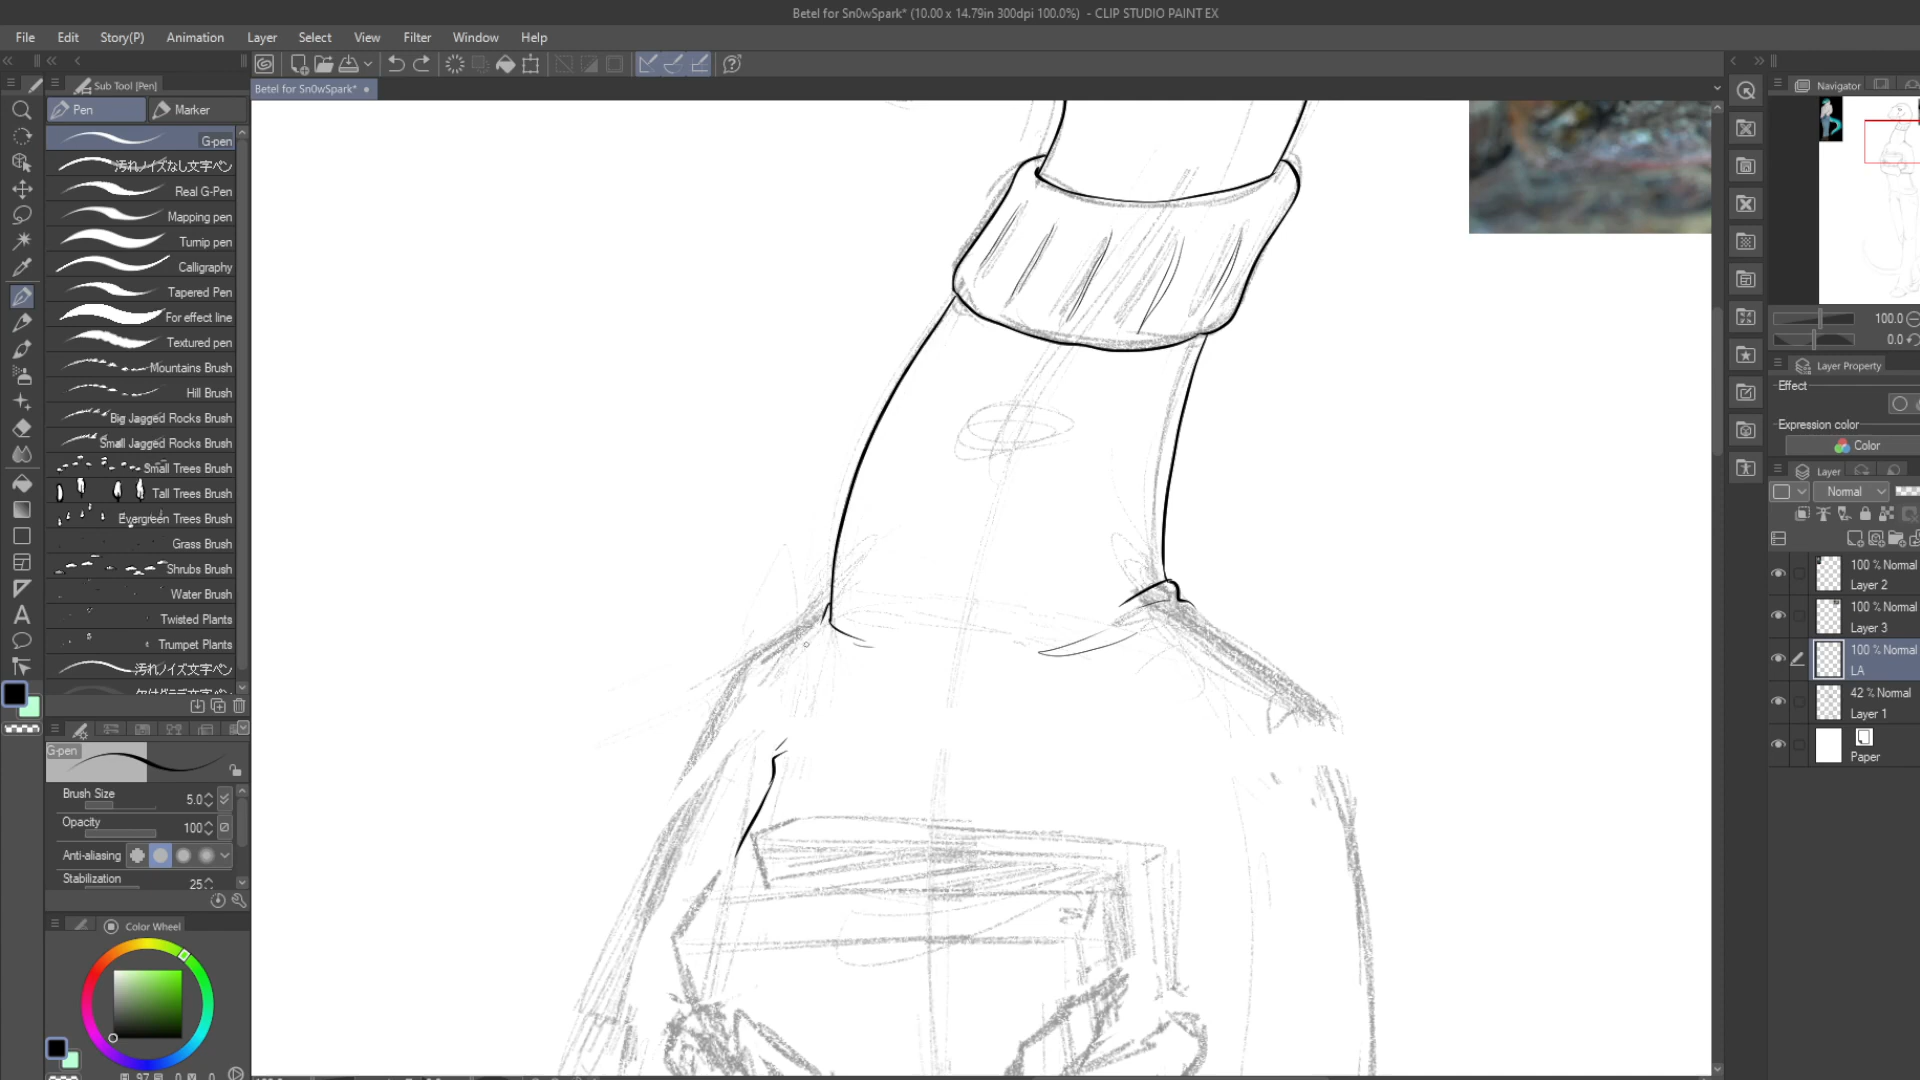 Betel for Sn0wSpark* (10.00 x 14.79in 300dpi 100.0%) - CLIP STUDIO PAINT EX
File Edit Story(P) Animation Layer Select View Filter Window Help
Sub Tool [Pen]
Betel for Sn0wSpark*
Navigator
Pen Marker
G-pen
汚れノイズなし文字ペン
Real G-Pen
Mapping pen
Turnip pen
Calligraphy
Tapered Pen
For effect line
Textured pen
Mountains Brush
Hill Brush
Big Jagged Rocks Brush
Small Jagged Rocks Brush
Small Trees Brush
Tall Trees Brush
Evergreen Trees Brush
Grass Brush
Shrubs Brush
Water Brush
Twisted Plants
Trumpet Plants
汚れノイズ文字ペン
G-pen
Brush Size 5.0
Opacity 100
Anti-aliasing
Stabilization 25
Color Wheel
100.0
0.0
Layer Property
Effect
Expression color
Color
Layer
Normal
100 % Normal
Layer 2
100 % Normal
Layer 3
100 % Normal
LA
42 % Normal
Layer 1
Paper